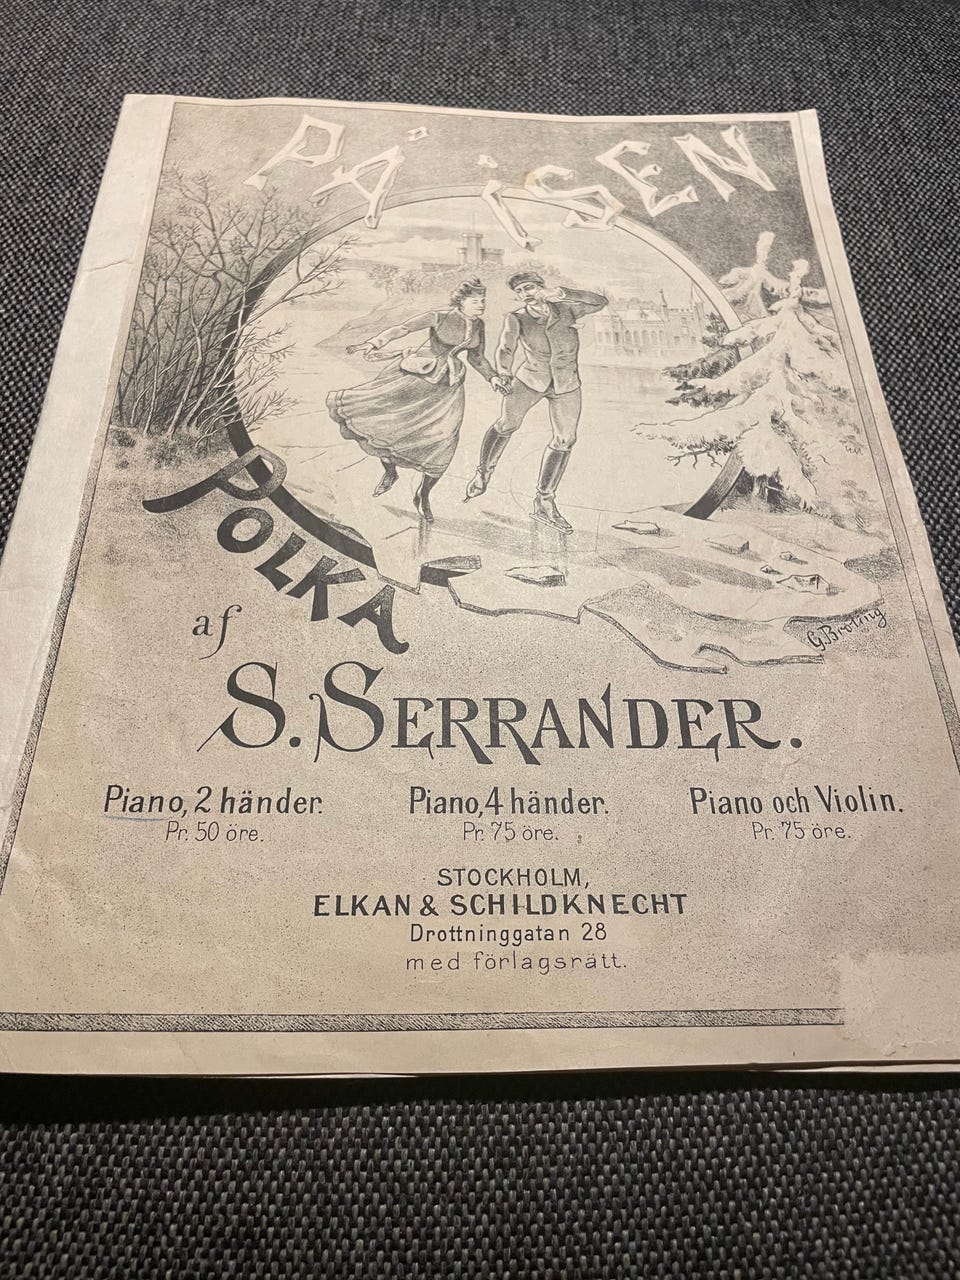 PÅ ISEN
POLKA
af
S. SERRANDER.
Piano, 2 händer. Piano, 4 händer. Piano och Violin.
Pr. 50 öre. Pr. 75 öre. Pr. 75 öre.
STOCKHOLM,
ELKAN & SCHILDKNECHT
Drottninggatan 28
med förlagsrätt.
G. Broling